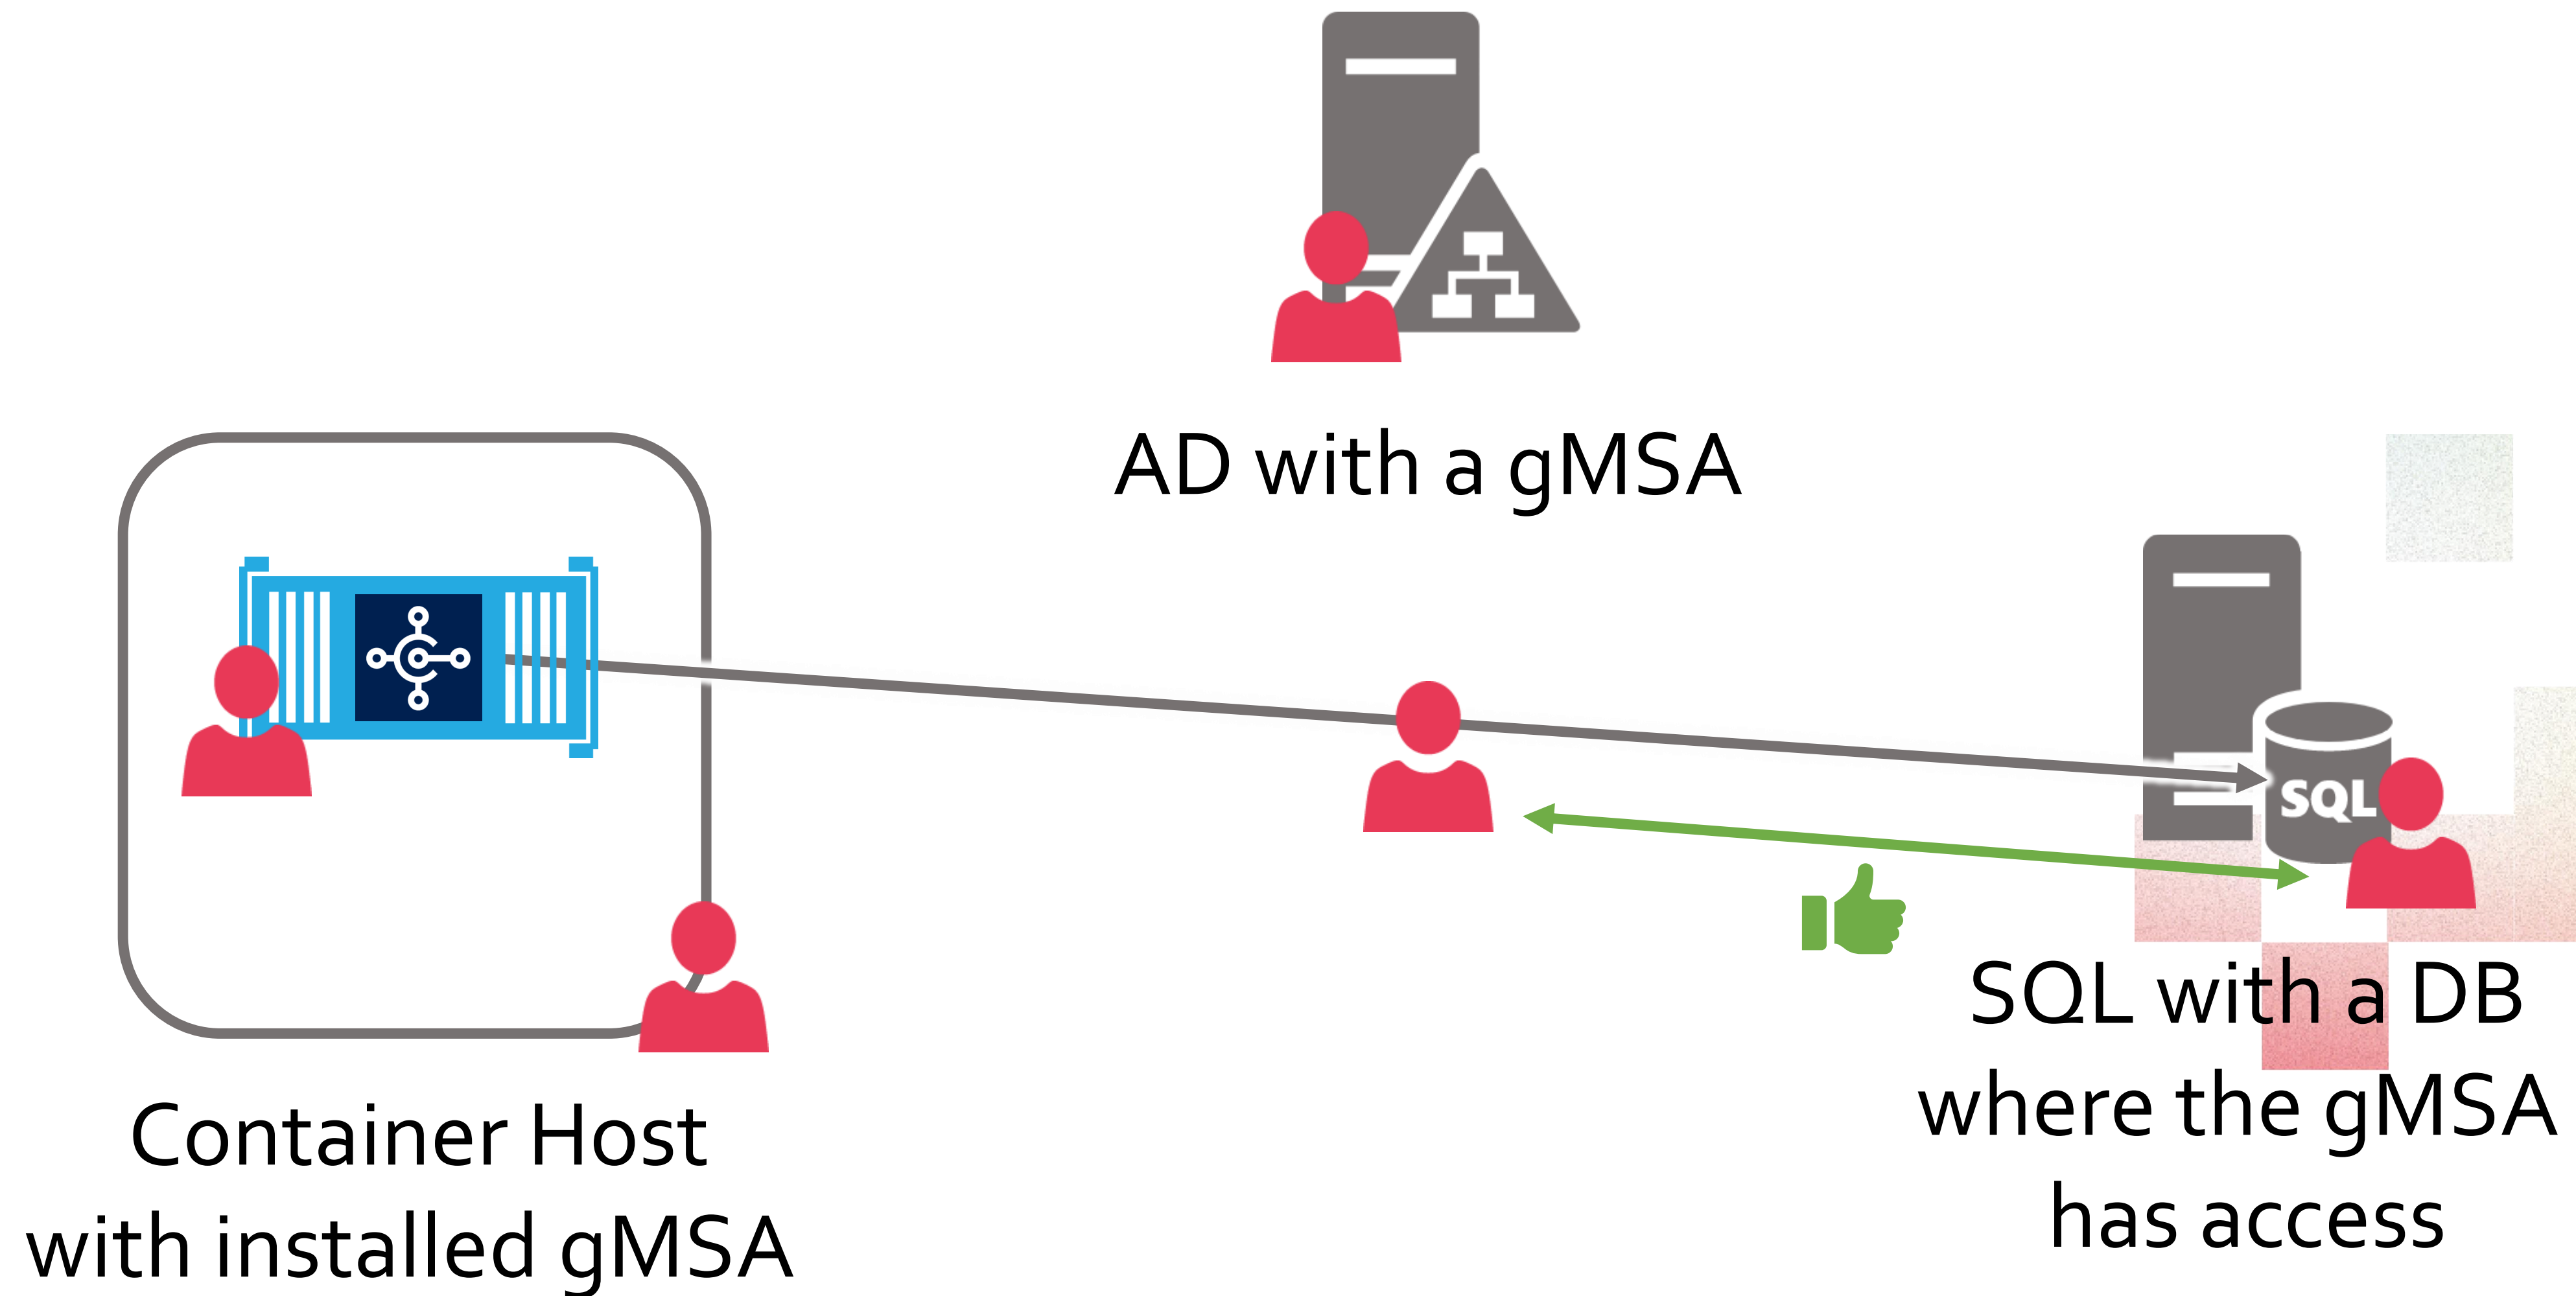 AD with a gMSA
SQL
SQL with a DB
where the gMSA
has access
Container Host
with installed gMSA